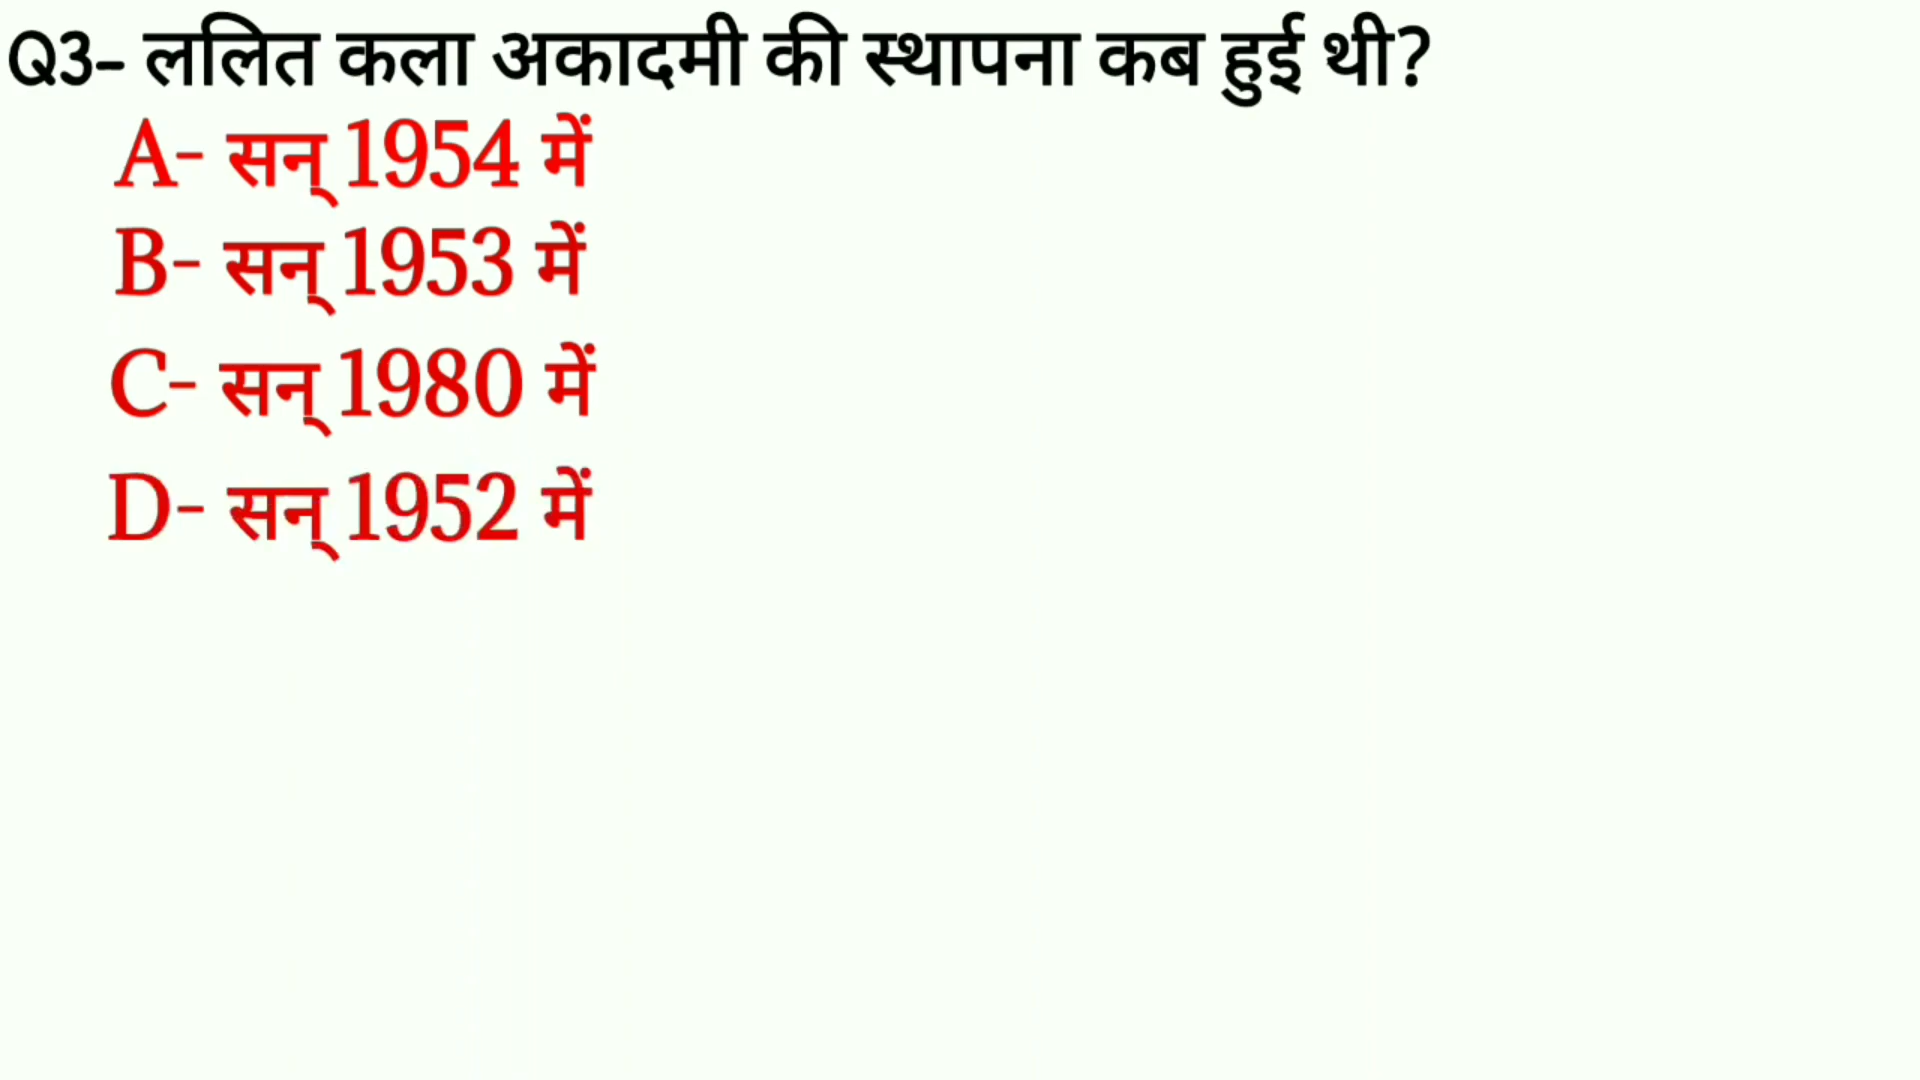 Q3- ललित कला अकादमी की स्थापना कब हुई थी?
A- सन् 1954 में
B- सन् 1953 में
C- सन् 1980 में
D- सन् 1952 में